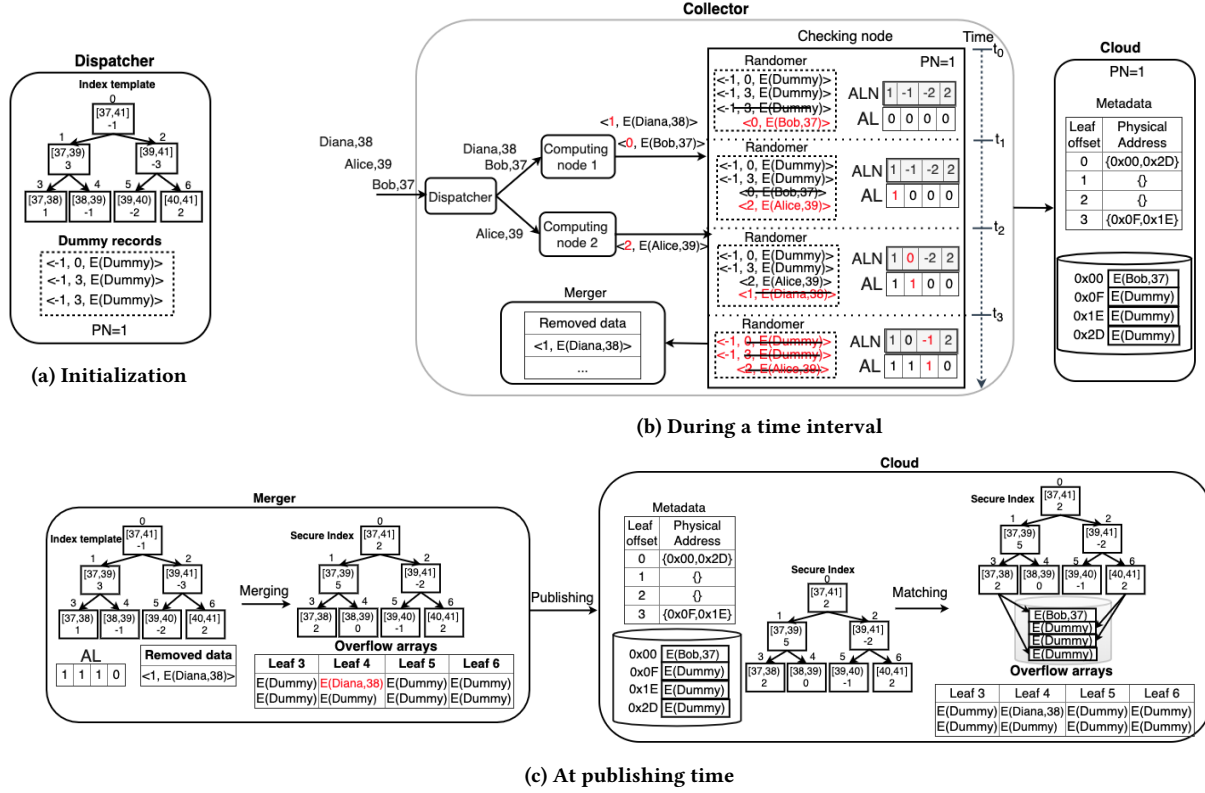 Dispatcher
Index template
0
[37,41]
-1
1
2
[37,39)
3
[39,41]
-3
3
4
5
6
[37,38)
1
[38,39)
-1
[39,40)
-2
[40,41]
2
Dummy records
<-1, 0, E(Dummy)>
<-1, 3, E(Dummy)>
<-1, 3, E(Dummy)>
PN=1
(a) Initialization
Collector
Diana,38
Alice,39
Bob,37
Dispatcher
Diana,38
Bob,37
Alice,39
Computing
node 1
Computing
node 2
<1, E(Diana,38)>
<0, E(Bob,37)>
<2, E(Alice,39)>
Merger
Removed data
<1, E(Diana,38)>
...
Checking node
Time
Randomer
PN=1
<-1, 0, E(Dummy)>
<-1, 3, E(Dummy)>
<-1, 3, E(Dummy)>
<0, E(Bob,37)>
ALN 1 -1 -2 2
AL 0 0 0 0
t0
t1
Randomer
<-1, 0, E(Dummy)>
<-1, 3, E(Dummy)>
<0, E(Bob,37)>
<2, E(Alice,39)>
ALN 1 -1 -2 2
AL 1 0 0 0
t2
Randomer
<-1, 0, E(Dummy)>
<-1, 3, E(Dummy)>
<2, E(Alice,39)>
<1, E(Diana,38)>
ALN 1 0 -2 2
AL 1 1 0 0
t3
Randomer
<-1, 0, E(Dummy)>
<-1, 3, E(Dummy)>
<2, E(Alice,39)>
ALN 1 0 -1 2
AL 1 1 1 0
Cloud
PN=1
Metadata
Leaf offset Physical Address
0 {0x00,0x2D}
1 {}
2 {}
3 {0x0F,0x1E}
0x00 E(Bob,37)
0x0F E(Dummy)
0x1E E(Dummy)
0x2D E(Dummy)
(b) During a time interval
Merger
Index template
0
[37,41]
-1
1
2
[37,39)
3
[39,41]
-3
3
4
5
6
[37,38)
1
[38,39)
-1
[39,40)
-2
[40,41]
2
AL
1 1 1 0
Removed data
<1, E(Diana,38)>
Merging
Secure Index
0
[37,41]
2
1
2
[37,39)
5
[39,41]
-2
3
4
5
6
[37,38)
2
[38,39)
0
[39,40)
-1
[40,41]
2
Overflow arrays
Leaf 3 Leaf 4 Leaf 5 Leaf 6
E(Dummy) E(Diana,38) E(Dummy) E(Dummy)
E(Dummy) E(Dummy) E(Dummy) E(Dummy)
Publishing
Cloud
Metadata
Leaf offset Physical Address
0 {0x00,0x2D}
1 {}
2 {}
3 {0x0F,0x1E}
0x00 E(Bob,37)
0x0F E(Dummy)
0x1E E(Dummy)
0x2D E(Dummy)
Secure Index
0
[37,41]
2
1
2
[37,39)
5
[39,41]
-2
3
4
5
6
[37,38)
2
[38,39)
0
[39,40)
-1
[40,41]
2
Matching
Secure Index
0
[37,41]
2
1
2
[37,39)
5
[39,41]
-2
3
4
5
6
[37,38)
2
[38,39)
0
[39,40)
-1
[40,41]
2
E(Bob,37)
E(Dummy)
E(Dummy)
E(Dummy)
Overflow arrays
Leaf 3 Leaf 4 Leaf 5 Leaf 6
E(Dummy) E(Diana,38) E(Dummy) E(Dummy)
E(Dummy) E(Dummy) E(Dummy) E(Dummy)
(c) At publishing time